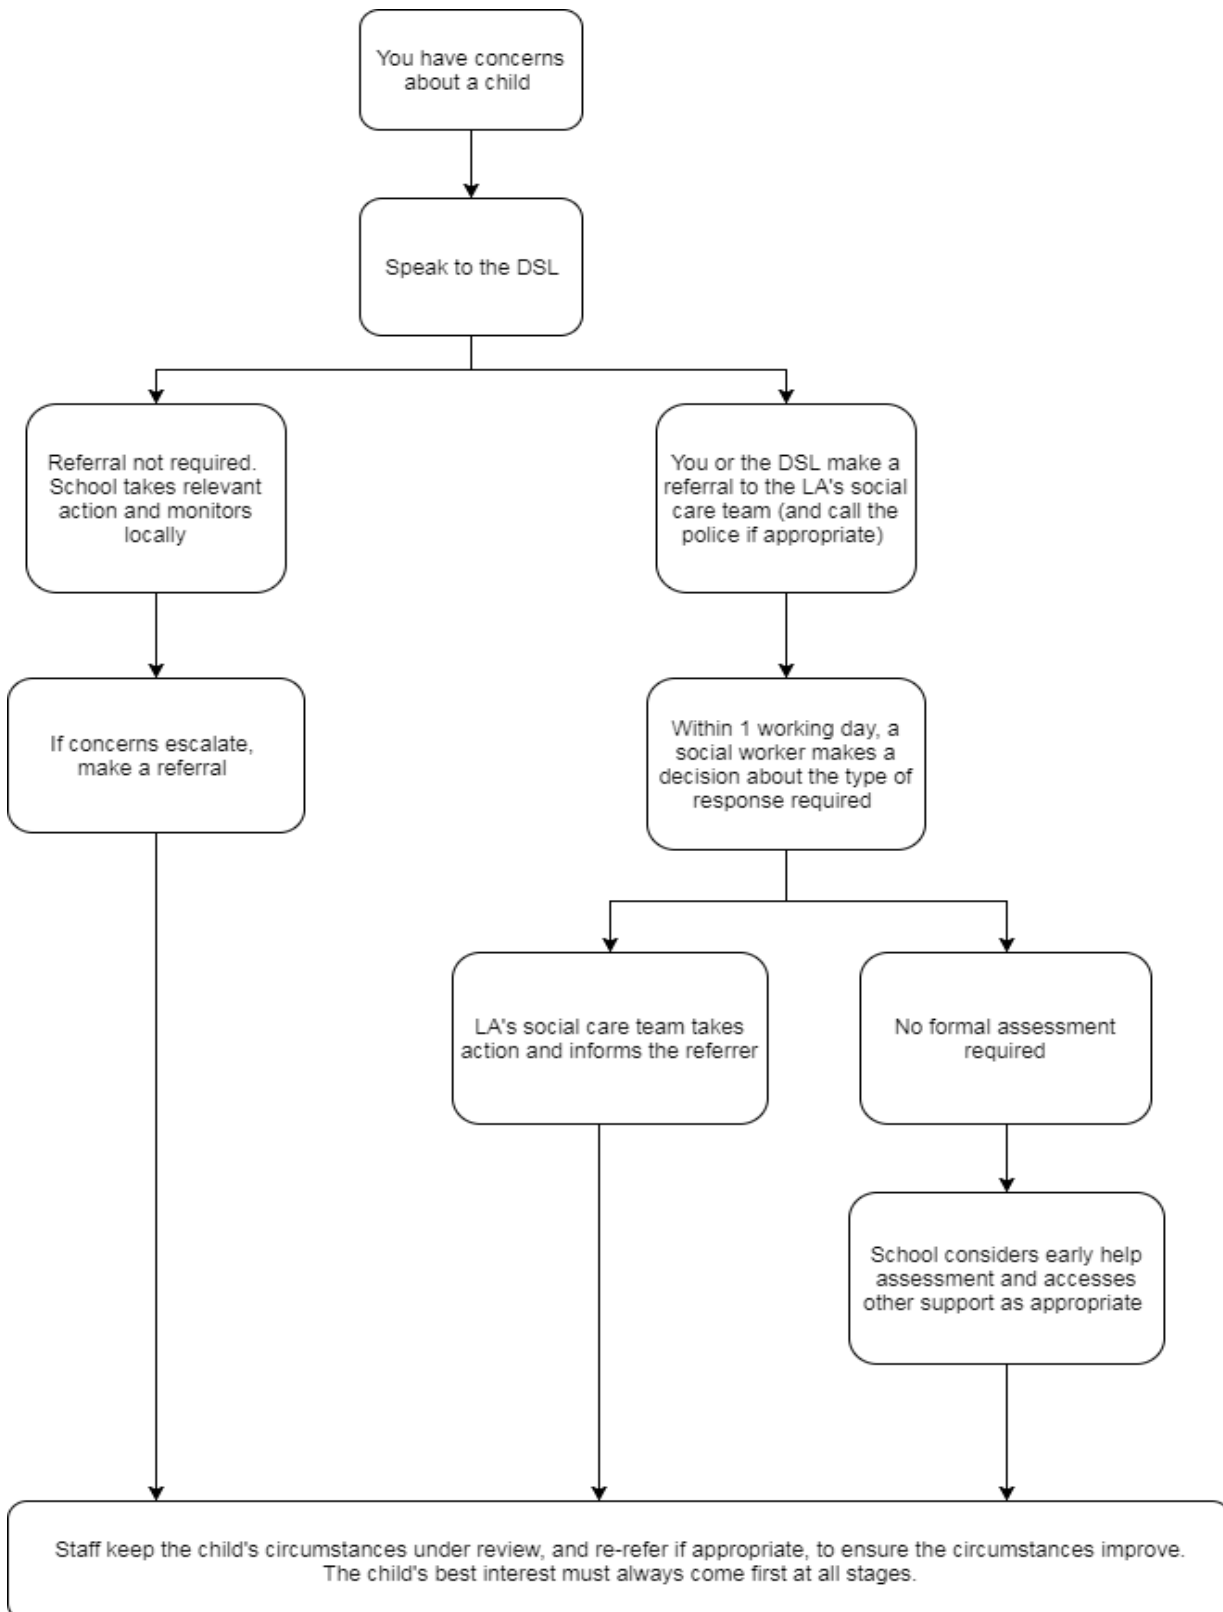 You have concerns
about a child
Speak to the DSL
Referral not required.
School takes relevant
action and monitors
locally
You or the DSL make a
referral to the LA's social
care team (and call the
police if appropriate)
If concerns escalate,
make a referral
Within 1 working day, a
social worker makes a
decision about the type of
response required
LA's social care team takes
action and informs the referrer
No formal assessment
required
School considers early help
assessment and accesses
other support as appropriate
Staff keep the child's circumstances under review, and re-refer if appropriate, to ensure the circumstances improve.
The child's best interest must always come first at all stages.